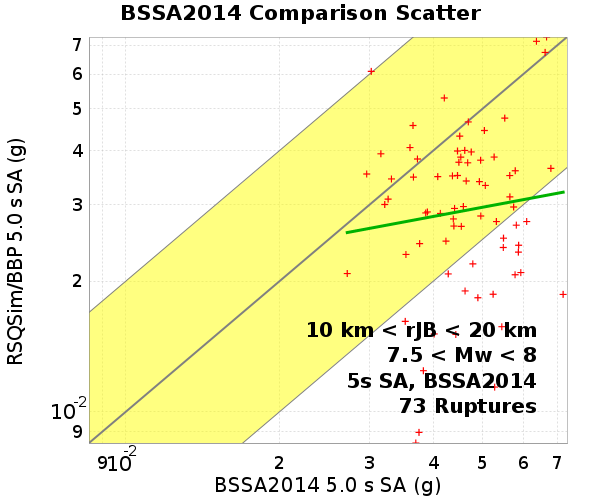 BSSA2014 Comparison Scatter
RSQSim/BBP 5.0 s SA (g)
7
6
5
4
3
2
10-2
9
10 km < rJB < 20 km
7.5 < Mw < 8
5s SA, BSSA2014
73 Ruptures
9 10-2 2 3 4 5 6 7
BSSA2014 5.0 s SA (g)